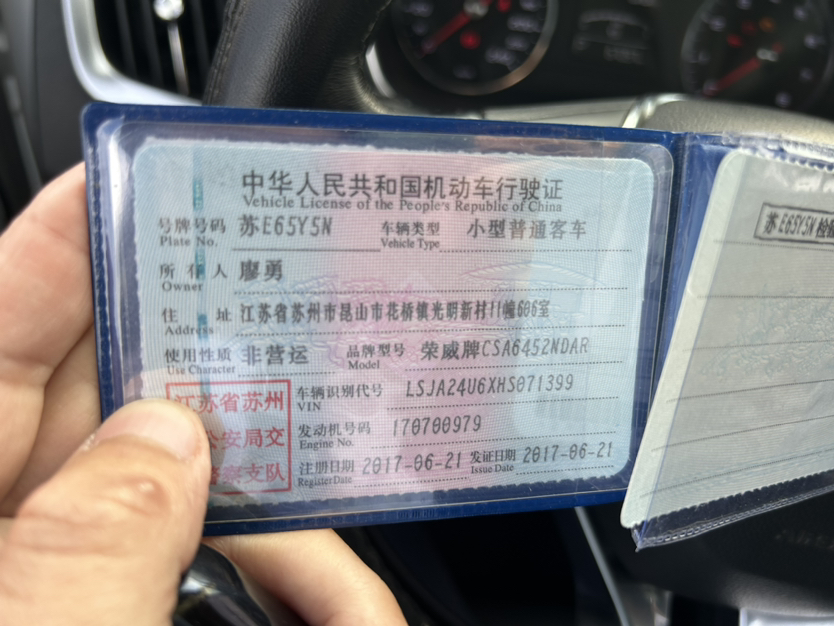 中华人民共和国机动车行驶证
Vehicle License of the People's Republic of China
号牌号码 苏E65Y5N 车辆类型 小型普通客车
Plate No. Vehicle Type
所有人 廖勇
Owner
住址 江苏省苏州市昆山市花桥镇光明新村11幢606室
Address
使用性质 非营运 品牌型号 荣威牌CSA6452NDAR
Use Character Model
江苏省苏州
公安局交
警察支队
车辆识别代号 LSJA24U6XHS071399
VIN
发动机号码 170700979
Engine No.
注册日期 2017-06-21 发证日期 2017-06-21
Register Date Issue Date
苏E65Y5N 检验